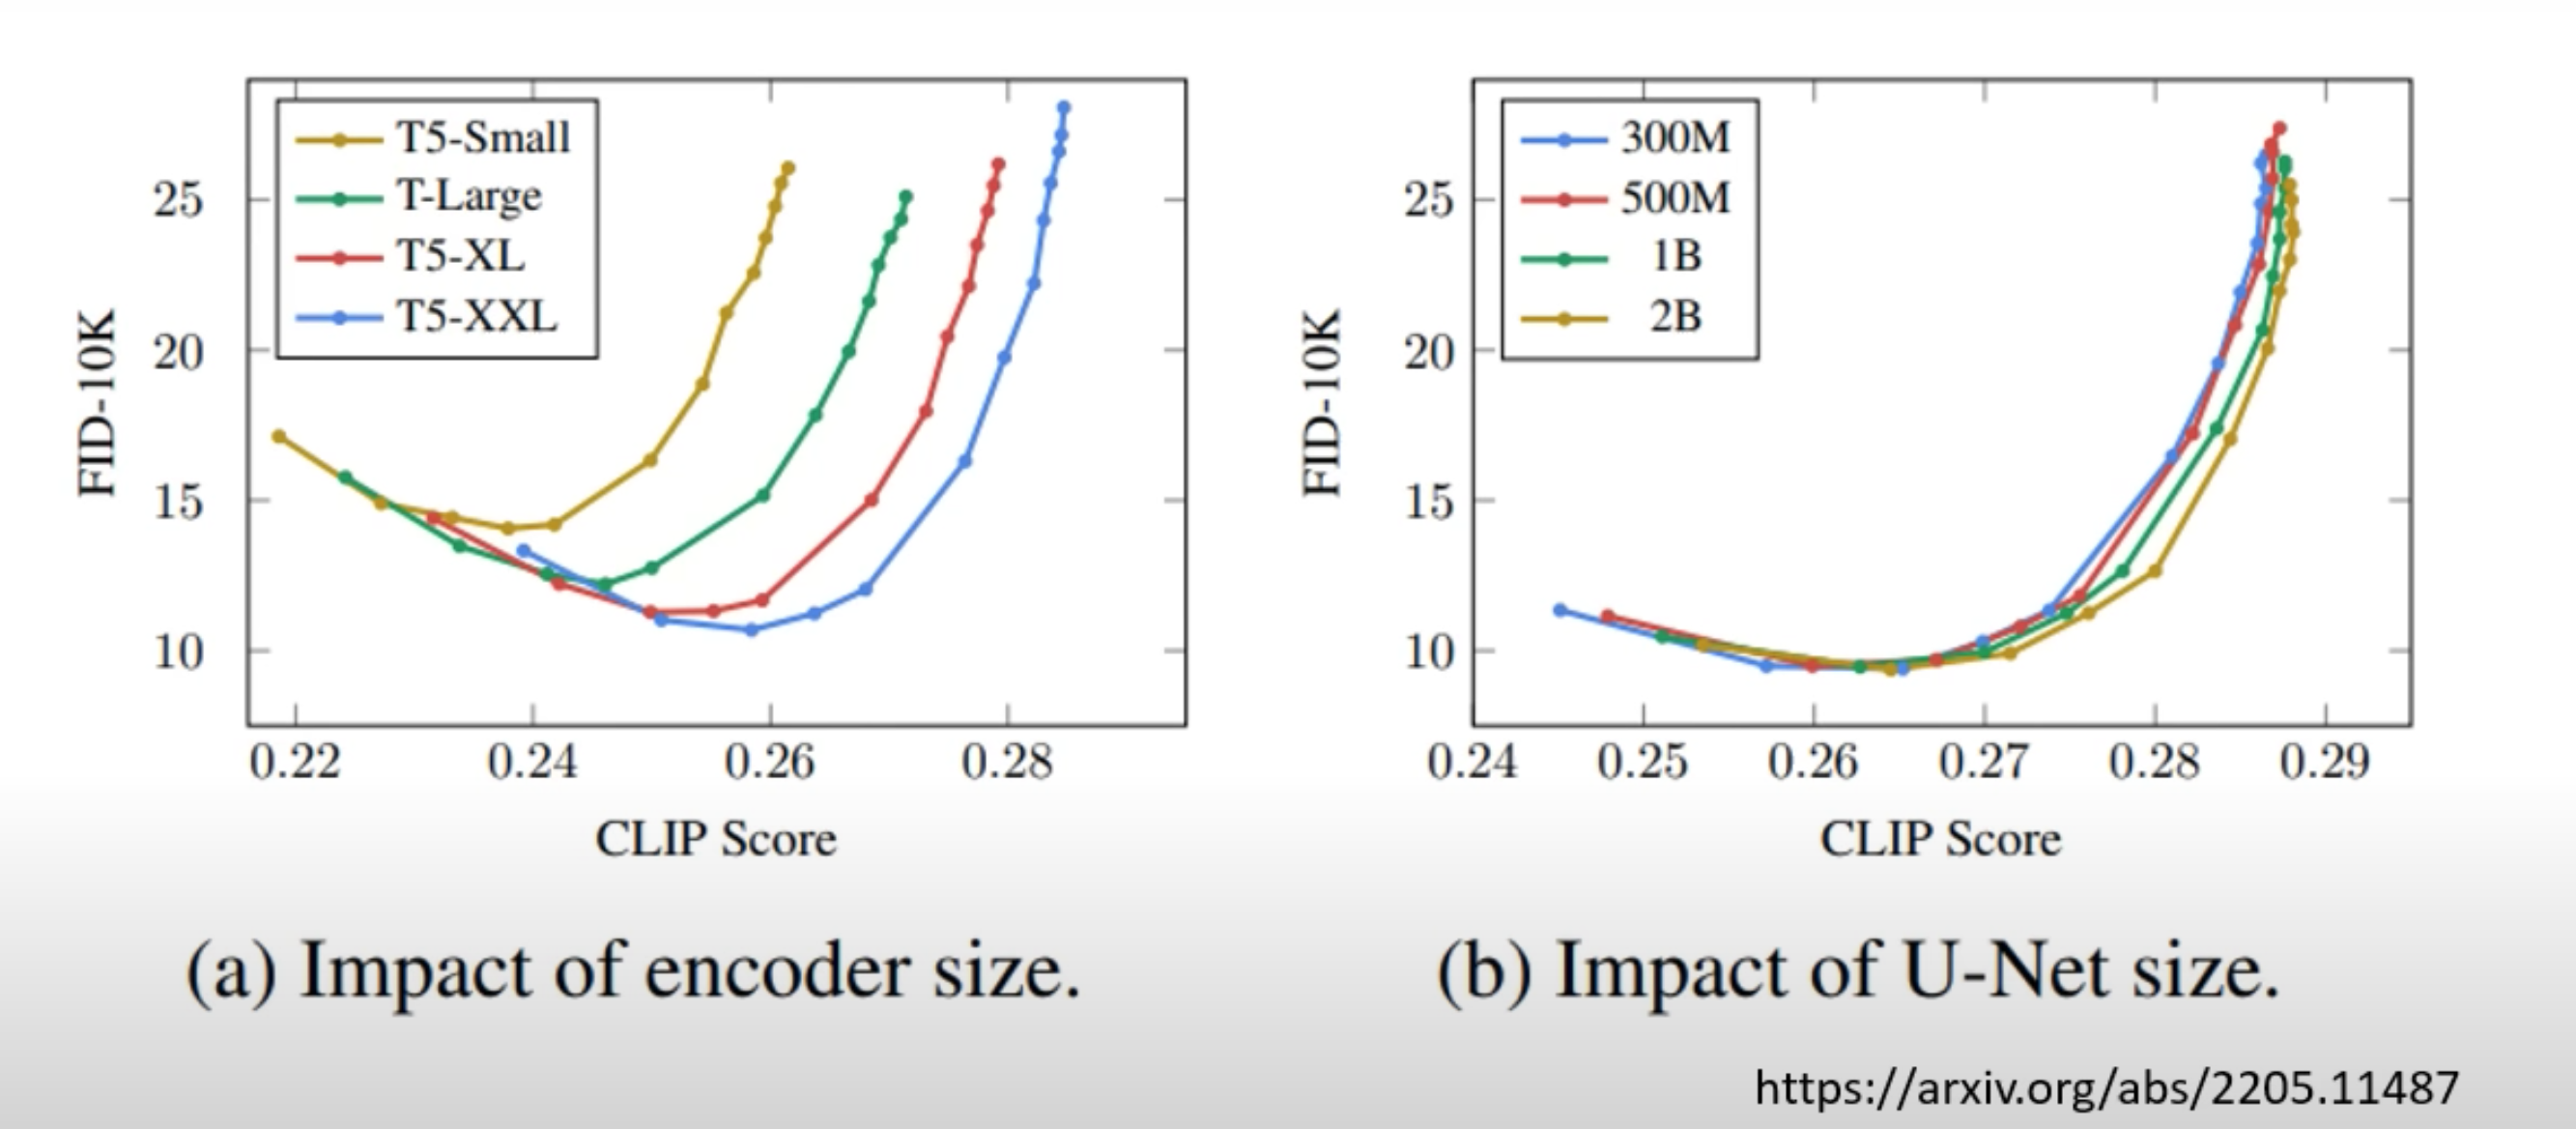 T5-Small
T-Large
T5-XL
T5-XXL
25
20
15
10
FID-10K
0.22 0.24 0.26 0.28
CLIP Score
(a) Impact of encoder size.
300M
500M
1B
2B
25
20
15
10
FID-10K
0.24 0.25 0.26 0.27 0.28 0.29
CLIP Score
(b) Impact of U-Net size.
https://arxiv.org/abs/2205.11487